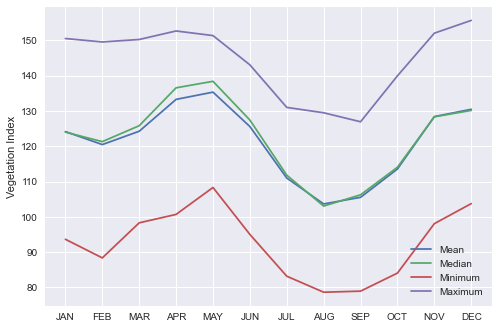 Vegetation Index
150
140
130
120
110
100
90
80
JAN FEB MAR APR MAY JUN JUL AUG SEP OCT NOV DEC
Mean
Median
Minimum
Maximum